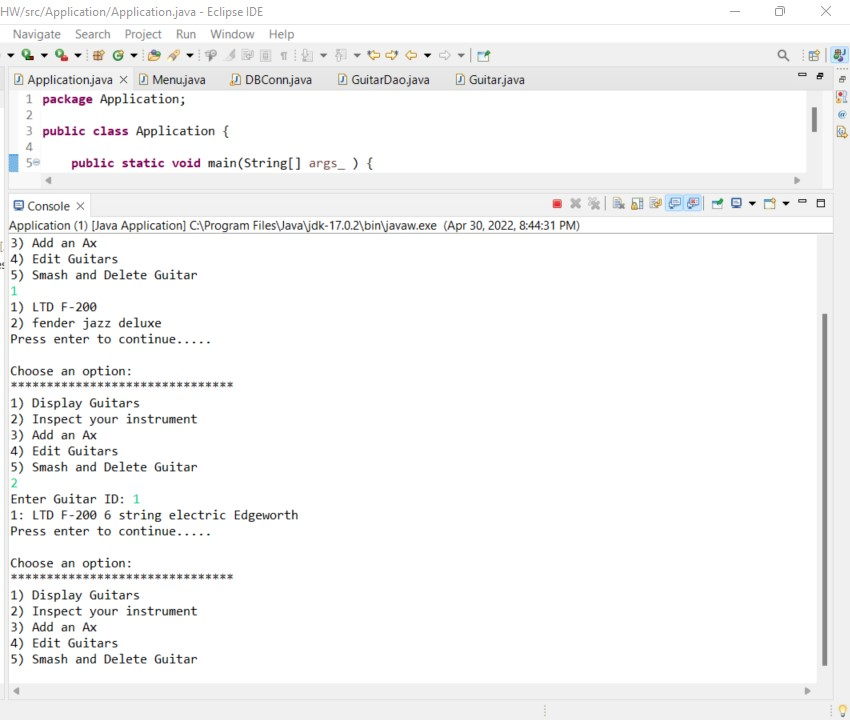 HW/src/Application/Application.java - Eclipse IDE
Navigate Search Project Run Window Help
Application.java Menu.java DBConn.java GuitarDao.java Guitar.java
1 package Application;
2
3 public class Application {
4
5 public static void main(String[] args_ ) {
Console
Application (1) [Java Application] C:\Program Files\Java\jdk-17.0.2\bin\javaw.exe (Apr 30, 2022, 8:44:31 PM)
3) Add an Ax
4) Edit Guitars
5) Smash and Delete Guitar
1
1) LTD F-200
2) fender jazz deluxe
Press enter to continue.....
Choose an option:
*******************************
1) Display Guitars
2) Inspect your instrument
3) Add an Ax
4) Edit Guitars
5) Smash and Delete Guitar
2
Enter Guitar ID: 1
1: LTD F-200 6 string electric Edgeworth
Press enter to continue.....
Choose an option:
*******************************
1) Display Guitars
2) Inspect your instrument
3) Add an Ax
4) Edit Guitars
5) Smash and Delete Guitar